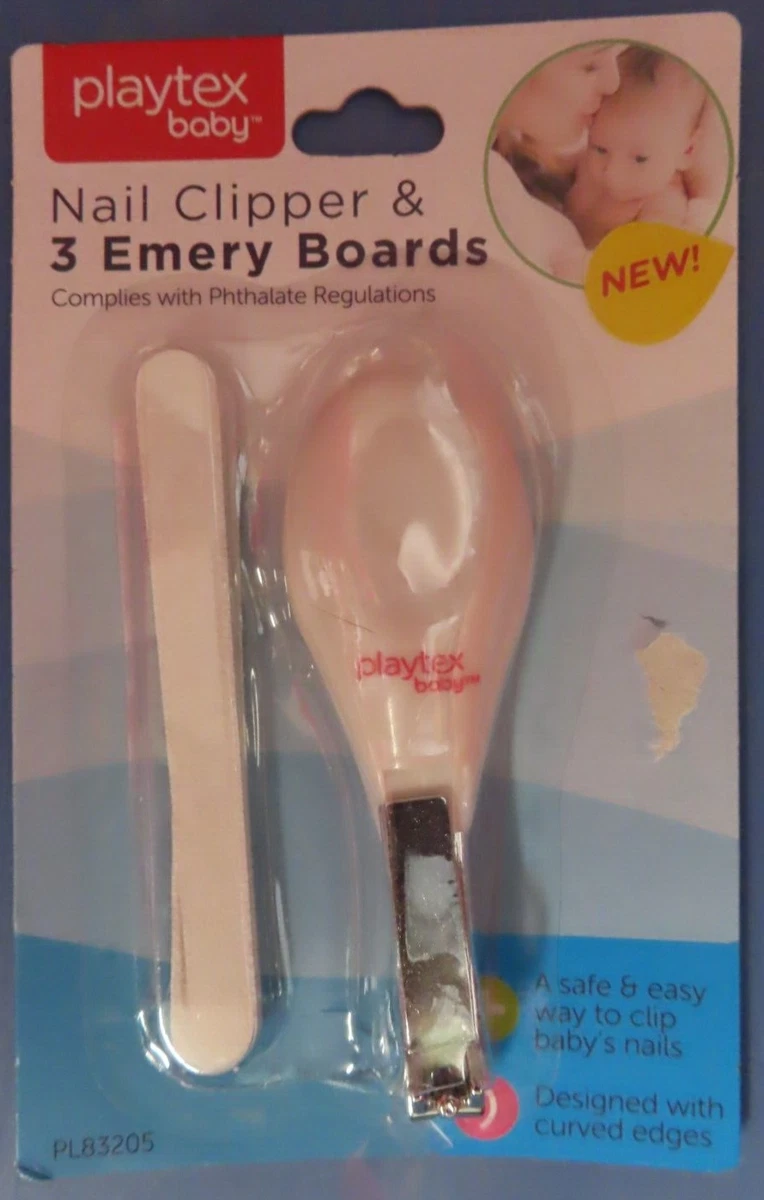 playtex
baby™
Nail Clipper &
3 Emery Boards
Complies with Phthalate Regulations
NEW!
playtex
baby™
A safe & easy
way to clip
baby's nails
Designed with
curved edges
PL83205